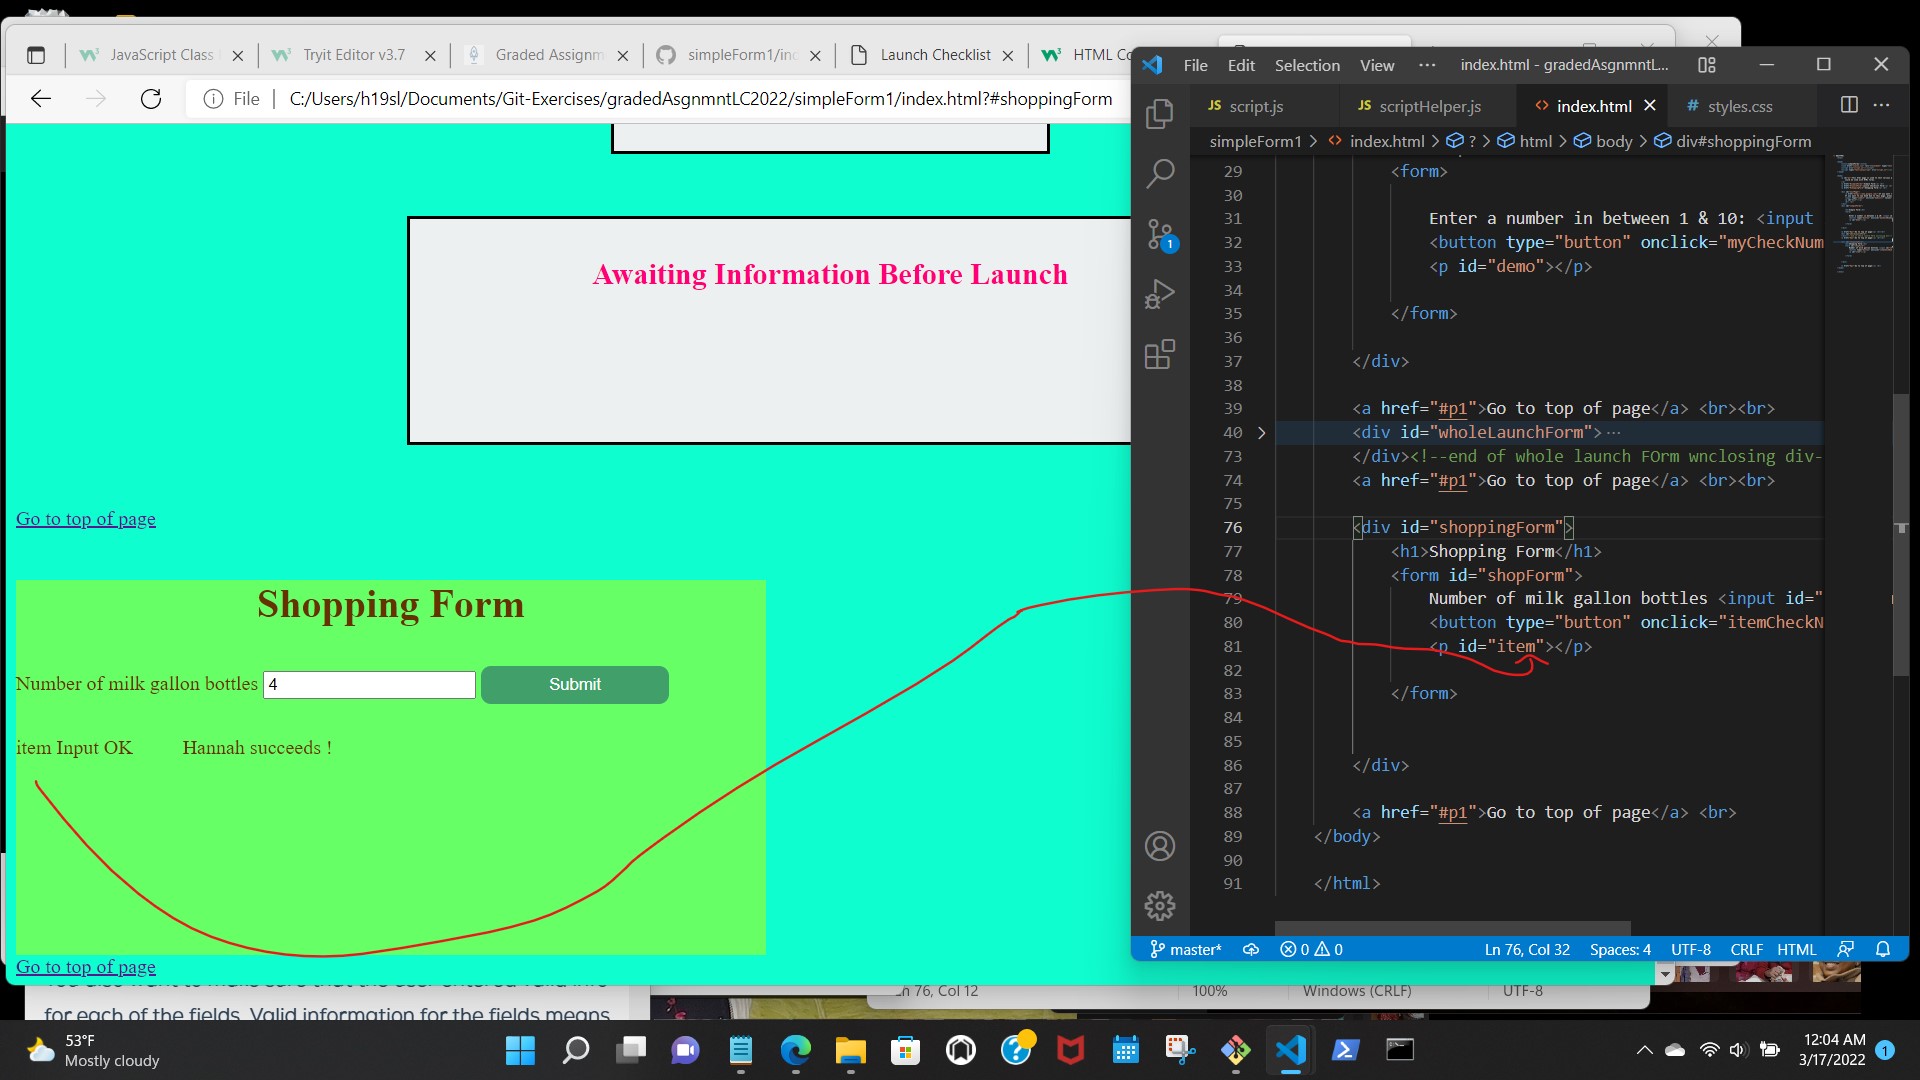 JavaScript Class
Tryit Editor v3.7
Graded Assignm
simpleForm1/inc
Launch Checklist
HTML Co
File
C:/Users/h19sl/Documents/Git-Exercises/gradedAsgnmntLC2022/simpleForm1/index.html?#shoppingForm
Awaiting Information Before Launch
Go to top of page
Shopping Form
Number of milk gallon bottles 4 Submit
item Input OK Hannah succeeds !
Go to top of page
for each of the fields. Valid information for the fields means
File Edit Selection View ··· index.html - gradedAsgnmntL...
JS script.js
JS scriptHelper.js
<> index.html
# styles.css
simpleForm1 > <> index.html > ? > html > body > div#shoppingForm
1
29 <form>
30
31 Enter a number in between 1 & 10: <input
32 <button type="button" onclick="myCheckNum
33 <p id="demo"></p>
34
35 </form>
36
37 </div>
38
39 <a href="#p1">Go to top of page</a> <br><br>
40 <div id="wholeLaunchForm">···
73 </div><!--end of whole launch FOrm wnclosing div-
74 <a href="#p1">Go to top of page</a> <br><br>
75
76 <div id="shoppingForm">
77 <h1>Shopping Form</h1>
78 <form id="shopForm">
79 Number of milk gallon bottles <input id="
80 <button type="button" onclick="itemCheckN
81 <p id="item"></p>
82
83 </form>
84
85
86 </div>
87
88 <a href="#p1">Go to top of page</a> <br>
89 </body>
90
91 </html>
master* 0 0 Ln 76, Col 32 Spaces: 4 UTF-8 CRLF HTML
Ln 76, Col 12 100% Windows (CRLF) UTF-8
53°F
Mostly cloudy
12:04 AM
3/17/2022
1